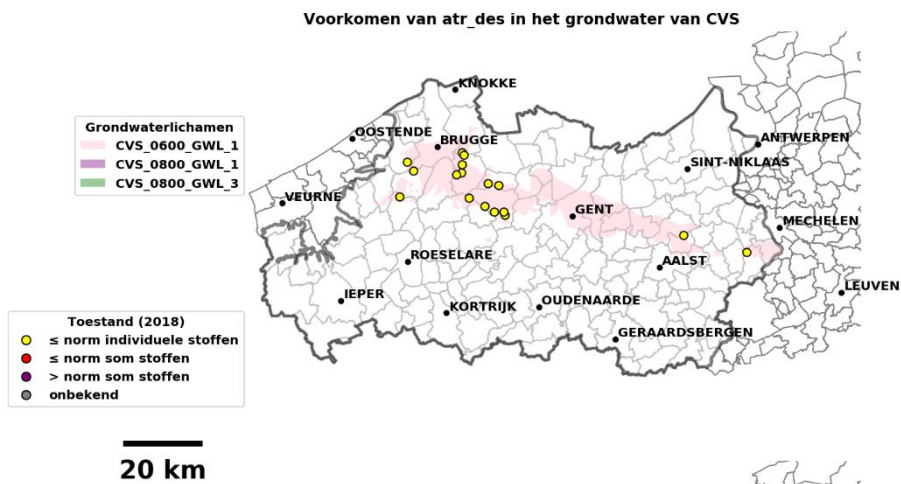 Voorkomen van atr_des in het grondwater van CVS
KNOKKE
Grondwaterlichamen
CVS_0600_GWL_1
CVS_0800_GWL_1
CVS_0800_GWL_3
OOSTENDE
BRUGGE
ANTWERPEN
SINT-NIKLAAS
VEURNE
GENT
MECHELEN
ROESELARE
AALST
LEUVEN
IEPER
KORTRIJK
OUDENAARDE
GERAARDSBERGEN
Toestand (2018)
≤ norm individuele stoffen
≤ norm som stoffen
> norm som stoffen
onbekend
20 km